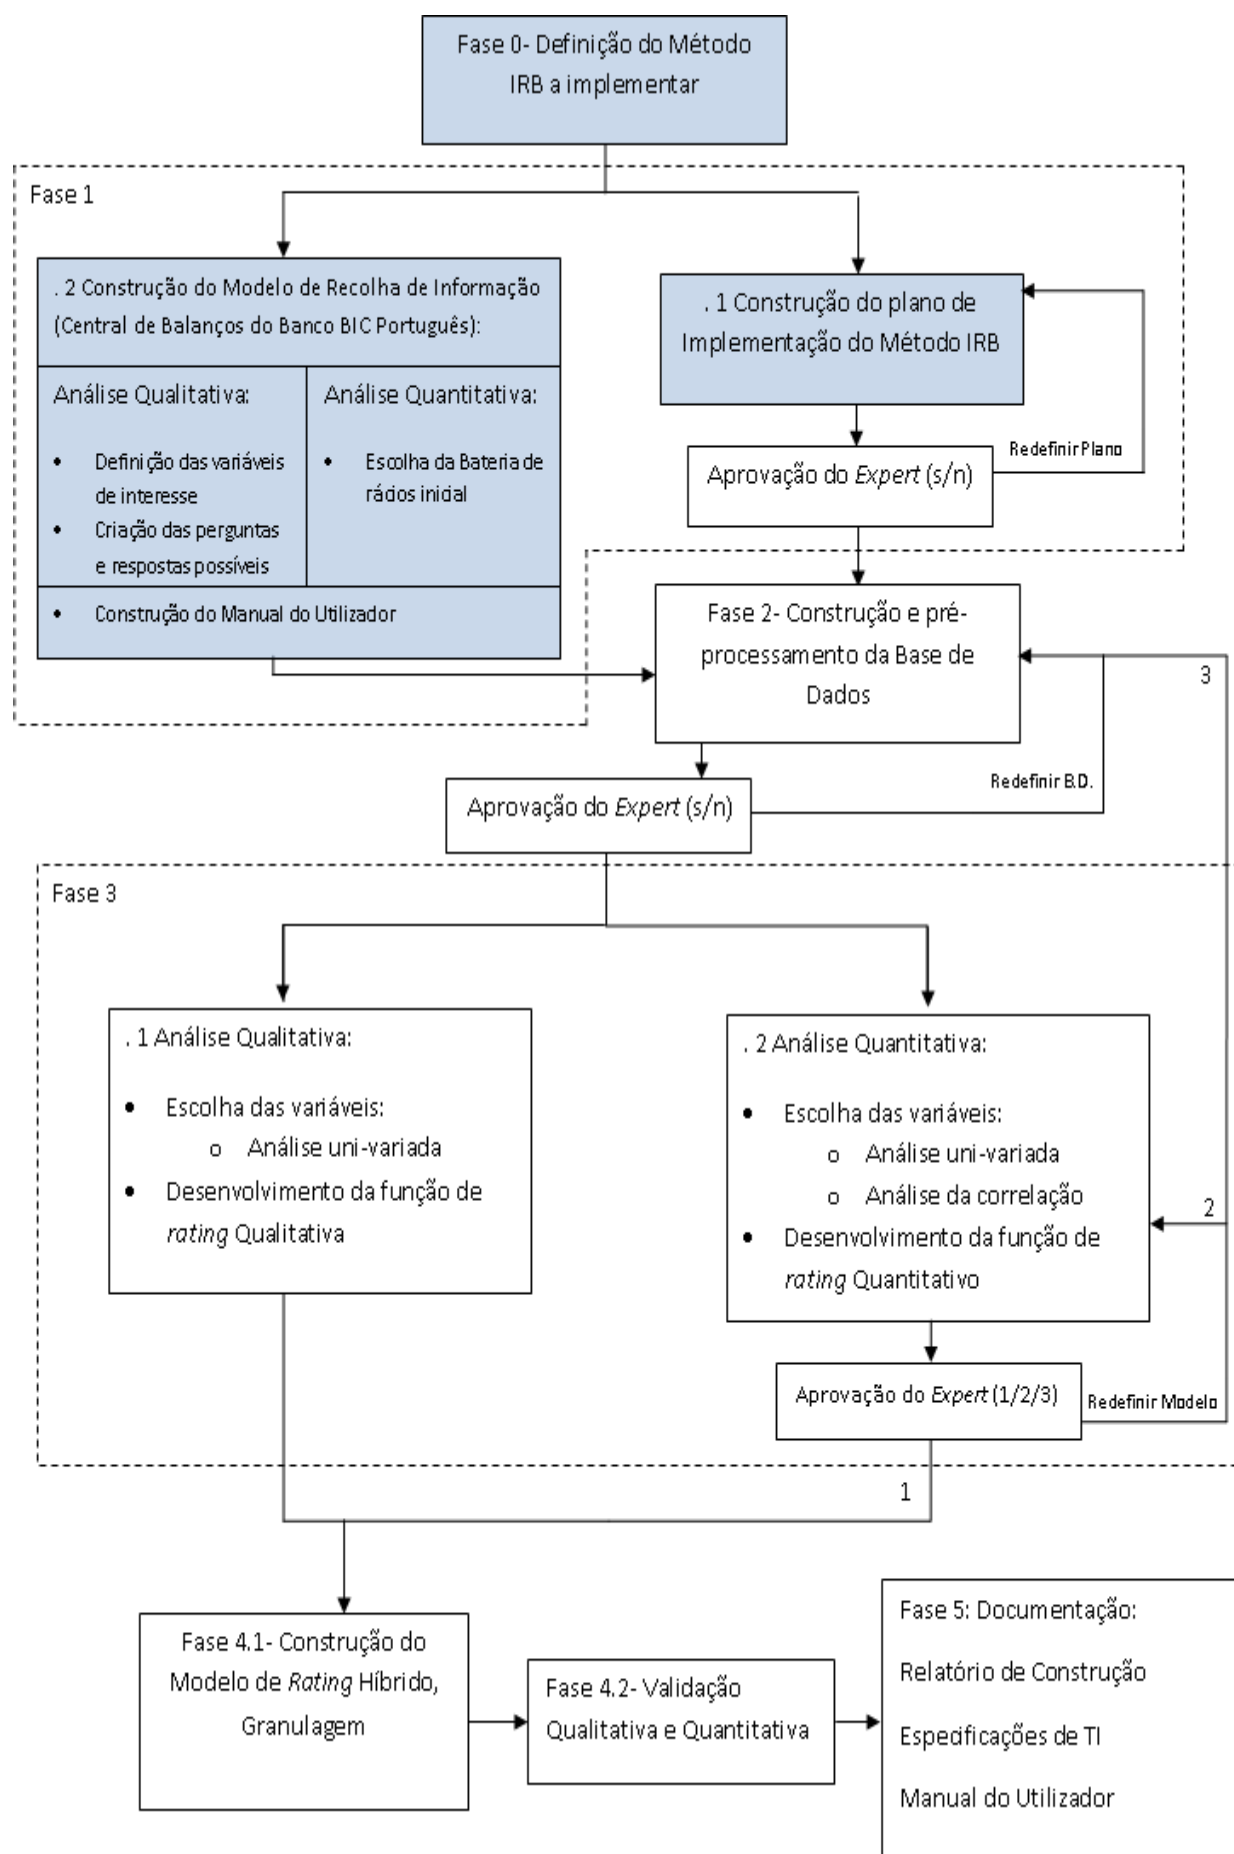 Fase 0- Definição do Método
IRB a implementar
Fase 1
. 2 Construção do Modelo de Recolha de Informação
(Central de Balanços do Banco BIC Português):
Análise Qualitativa:
• Definição das variáveis
de interesse
• Criação das perguntas
e respostas possíveis
Análise Quantitativa:
• Escolha da Bateria de
rácios inicial
• Construção do Manual do Utilizador
. 1 Construção do plano de
Implementação do Método IRB
Redefinir Plano
Aprovação do Expert (s/n)
Fase 2- Construção e pré-
processamento da Base de
Dados
3
Redefinir B.D.
Aprovação do Expert (s/n)
Fase 3
. 1 Análise Qualitativa:
• Escolha das variáveis:
o Análise uni-variada
• Desenvolvimento da função de
rating Qualitativa
. 2 Análise Quantitativa:
• Escolha das variáveis:
o Análise uni-variada
o Análise da correlação
• Desenvolvimento da função de
rating Quantitativo
2
Aprovação do Expert (1/2/3)
Redefinir Modelo
1
Fase 4.1- Construção do
Modelo de Rating Híbrido,
Granulagem
Fase 4.2- Validação
Qualitativa e Quantitativa
Fase 5: Documentação:
Relatório de Construção
Especificações de TI
Manual do Utilizador